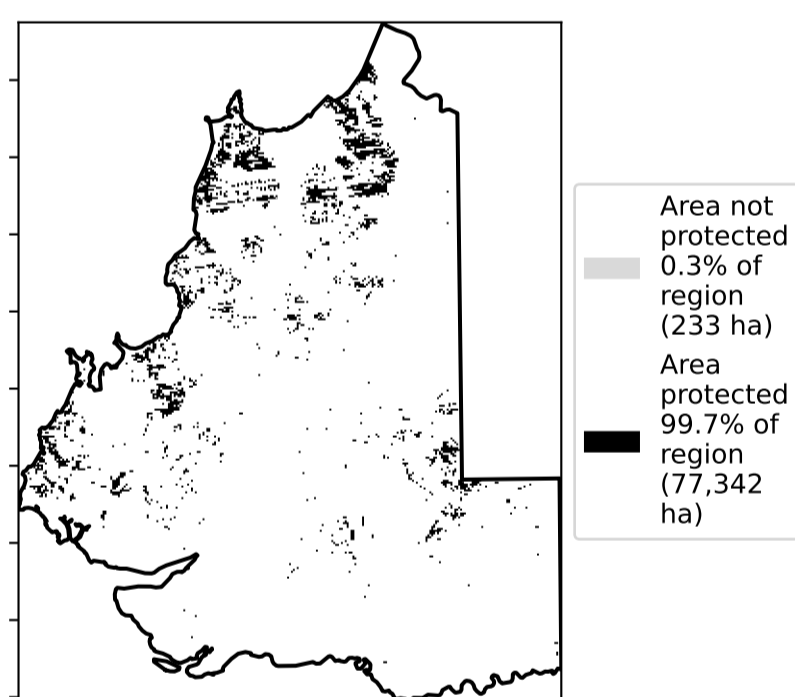 Area not
protected
0.3% of
region
(233 ha)
Area
protected
99.7% of
region
(77,342
ha)